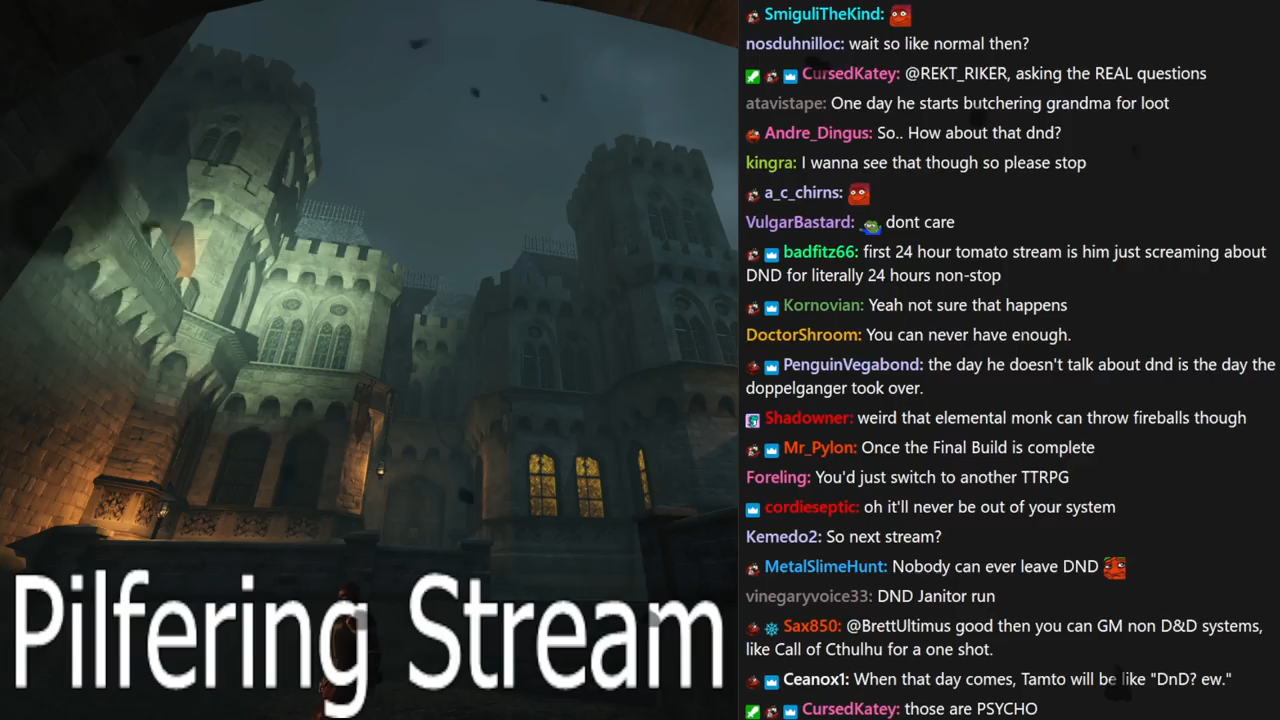 SmiguliTheKind:
nosduhnilloc: wait so like normal then?
CursedKatey: @REKT_RIKER, asking the REAL questions
atavistape: One day he starts butchering grandma for loot
Andre_Dingus: So.. How about that dnd?
kingra: I wanna see that though so please stop
a_c_chirns:
VulgarBastard: dont care
badfitz66: first 24 hour tomato stream is him just screaming about
DND for literally 24 hours non-stop
Kornovian: Yeah not sure that happens
DoctorShroom: You can never have enough.
PenguinVegabond: the day he doesn't talk about dnd is the day the
doppelganger took over.
Shadowner: weird that elemental monk can throw fireballs though
Mr_Pylon: Once the Final Build is complete
Foreling: You'd just switch to another TTRPG
cordieseptic: oh it'll never be out of your system
Kemedo2: So next stream?
MetalSlimeHunt: Nobody can ever leave DND
vinegaryvoice33: DND Janitor run
Sax850: @BrettUltimus good then you can GM non D&D systems,
like Call of Cthulhu for a one shot.
Ceanox1: When that day comes, Tamto will be like "DnD? ew."
CursedKatey: those are PSYCHO
Pilfering Stream